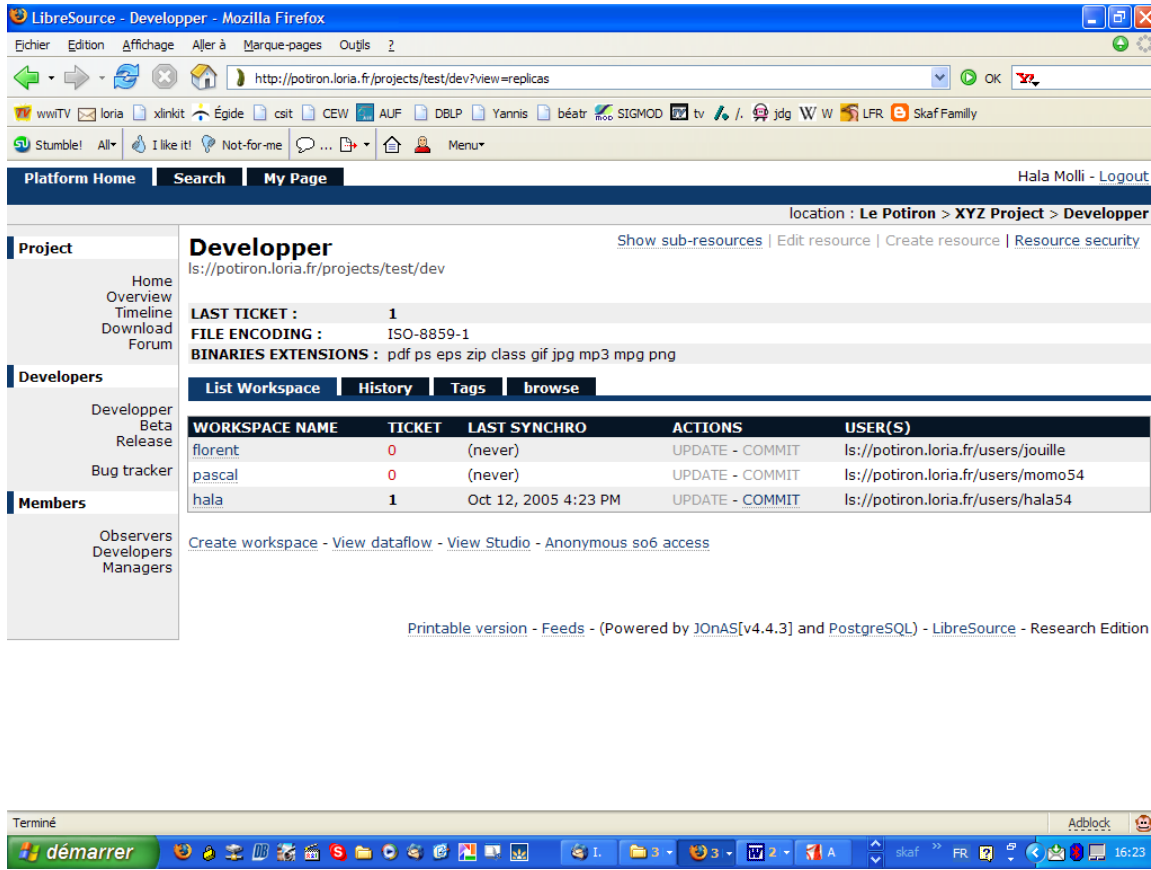 LibreSource - Developper - Mozilla Firefox
Fichier Edition Affichage Aller à Marque-pages Outils ?
http://potiron.loria.fr/projects/test/dev?view=replicas OK
wwiTV loria xlinkit Égide csit CEW AUF DBLP Yannis béatr SIGMOD tv /. jdg W LFR Skaf Familly
Stumble! All I like it! Not-for-me ... Menu
Platform Home Search My Page Hala Molli - Logout
location : Le Potiron > XYZ Project > Developper
Project
Home
Overview
Timeline
Download
Forum
Developers
Developper
Beta
Release
Bug tracker
Members
Observers
Developers
Managers
Developper
Show sub-resources | Edit resource | Create resource | Resource security
ls://potiron.loria.fr/projects/test/dev
LAST TICKET : 1
FILE ENCODING : ISO-8859-1
BINARIES EXTENSIONS : pdf ps eps zip class gif jpg mp3 mpg png
List Workspace History Tags browse
WORKSPACE NAME TICKET LAST SYNCHRO ACTIONS USER(S)
florent 0 (never) UPDATE - COMMIT ls://potiron.loria.fr/users/jouille
pascal 0 (never) UPDATE - COMMIT ls://potiron.loria.fr/users/momo54
hala 1 Oct 12, 2005 4:23 PM UPDATE - COMMIT ls://potiron.loria.fr/users/hala54
Create workspace - View dataflow - View Studio - Anonymous so6 access
Printable version - Feeds - (Powered by JOnAS[v4.4.3] and PostgreSQL) - LibreSource - Research Edition
Terminé Adblock
démarrer I. 3 3 2 A skaf » FR 16:23